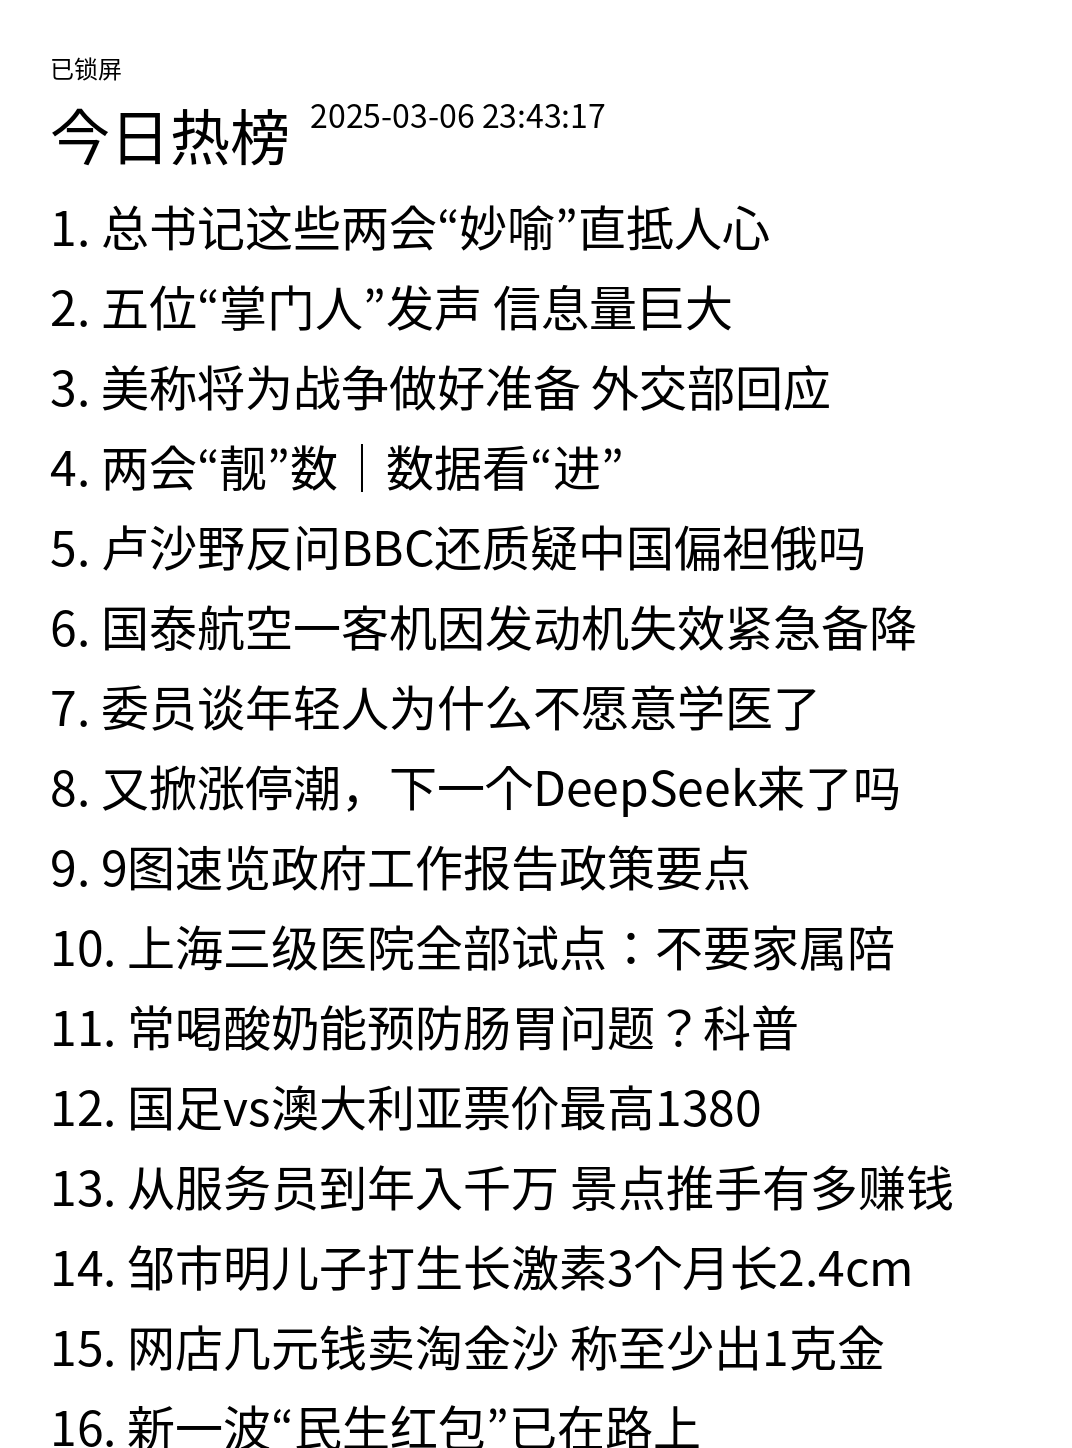 已锁屏
今日热榜 2025-03-06 23:43:17
1. 总书记这些两会“妙喻”直抵人心
2. 五位“掌门人”发声 信息量巨大
3. 美称将为战争做好准备 外交部回应
4. 两会“靓”数｜数据看“进”
5. 卢沙野反问BBC还质疑中国偏袒俄吗
6. 国泰航空一客机因发动机失效紧急备降
7. 委员谈年轻人为什么不愿意学医了
8. 又掀涨停潮，下一个DeepSeek来了吗
9. 9图速览政府工作报告政策要点
10. 上海三级医院全部试点：不要家属陪
11. 常喝酸奶能预防肠胃问题？科普
12. 国足vs澳大利亚票价最高1380
13. 从服务员到年入千万 景点推手有多赚钱
14. 邹市明儿子打生长激素3个月长2.4cm
15. 网店几元钱卖淘金沙 称至少出1克金
16. 新一波“民生红包”已在路上